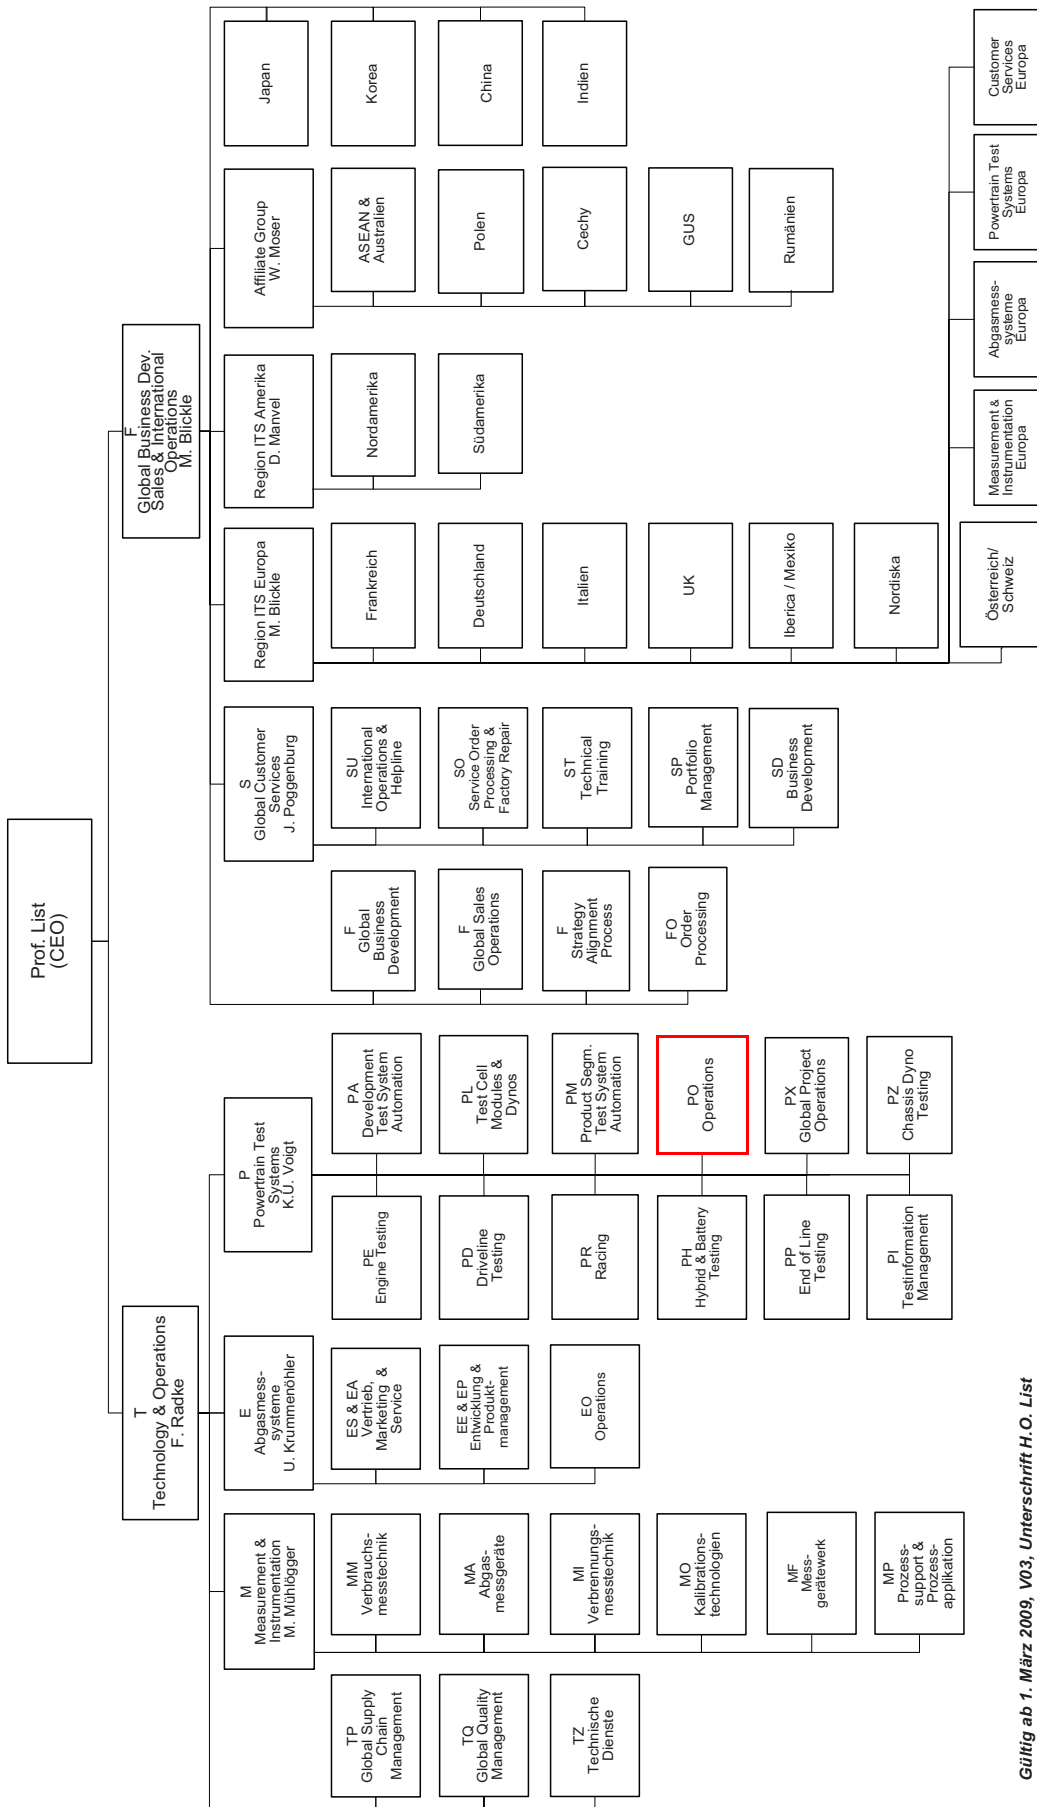 Prof. List
(CEO)
T
Technology & Operations
F. Radke
F
Global Business Dev.
Sales & International
Operations
M. Blickle
M
Measurement &
Instrumentation
M. Mühlögger
E
Abgasmess-
systeme
U. Krummenöhler
P
Powertrain Test
Systems
K.U. Voigt
S
Global Customer
Services
J. Poggenburg
Region ITS Europa
M. Blickle
Region ITS Amerika
D. Manvel
Affiliate Group
W. Moser
Japan
Korea
China
Indien
TP
Global Supply
Chain
Management
TQ
Global Quality
Management
TZ
Technische
Dienste
MM
Verbrauchs-
messtechnik
MA
Abgas-
messgeräte
MI
Verbrennungs-
messtechnik
MO
Kalibrations-
technologien
MF
Mess-
gerätewerk
MP
Prozess-
support &
Prozess-
applikation
ES & EA
Vertrieb,
Marketing &
Service
EE & EP
Entwicklung &
Produkt-
management
EO
Operations
PE
Engine Testing
PD
Driveline
Testing
PR
Racing
PH
Hybrid & Battery
Testing
PP
End of Line
Testing
PI
Testinformation
Management
PA
Development
Test System
Automation
PL
Test Cell
Modules &
Dynos
PM
Product Segm.
Test System
Automation
PO
Operations
PX
Global Project
Operations
PZ
Chassis Dyno
Testing
F
Global
Business
Development
F
Global Sales
Operations
F
Strategy
Alignment
Process
FO
Order
Processing
SU
International
Operations &
Helpline
SO
Service Order
Processing &
Factory Repair
ST
Technical
Training
SP
Portfolio
Management
SD
Business
Development
Frankreich
Deutschland
Italien
UK
Iberica / Mexiko
Nordiska
Österreich/
Schweiz
Measurement &
Instrumentation
Europa
Abgasmess-
systeme
Europa
Powertrain Test
Systems
Europa
Customer
Services
Europa
Nordamerika
Südamerika
ASEAN &
Australien
Polen
Cechy
GUS
Rumänien
Gültig ab 1. März 2009, V03, Unterschrift H.O. List